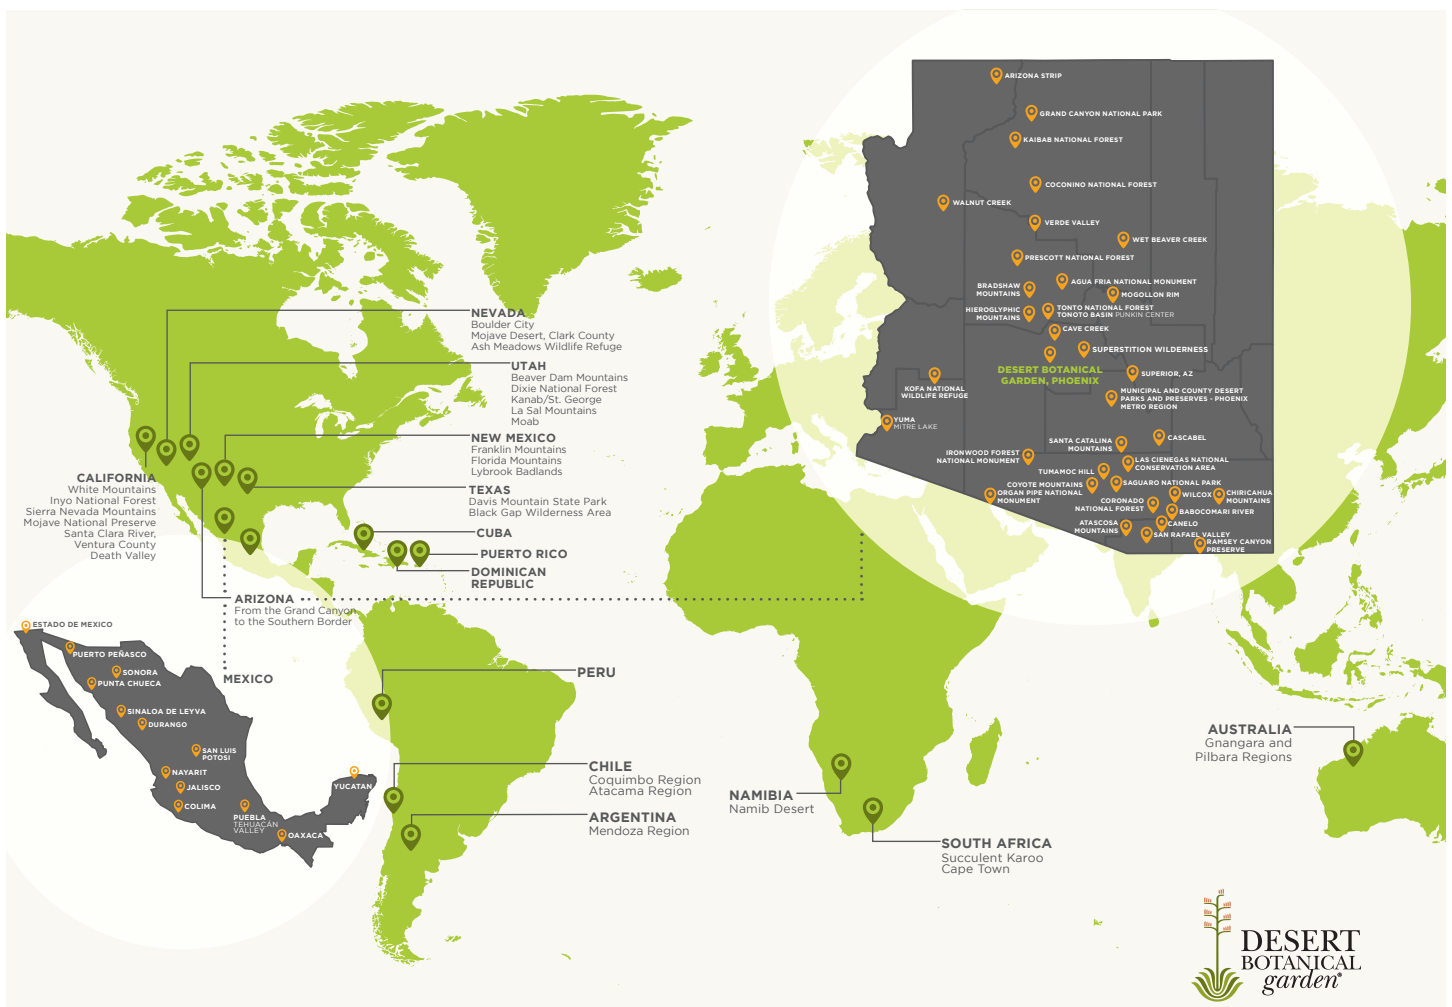 ARIZONA STRIP
GRAND CANYON NATIONAL PARK
KAIBAB NATIONAL FOREST
COCONINO NATIONAL FOREST
WALNUT CREEK
VERDE VALLEY
WET BEAVER CREEK
PRESCOTT NATIONAL FOREST
AGUA FRIA NATIONAL MONUMENT
BRADSHAW
MOUNTAINS
MOGOLLON RIM
HIEROGLYPHIC
MOUNTAINS
TONTO NATIONAL FOREST
TONOTO BASIN PUNKIN CENTER
CAVE CREEK
SUPERSTITION WILDERNESS
DESERT BOTANICAL
GARDEN, PHOENIX
SUPERIOR, AZ
KOFA NATIONAL
WILDLIFE REFUGE
MUNICIPAL AND COUNTY DESERT
PARKS AND PRESERVES - PHOENIX
METRO REGION
YUMA
MITRE LAKE
SANTA CATALINA
MOUNTAINS
CASCABEL
IRONWOOD FOREST
NATIONAL MONUMENT
LAS CIENEGAS NATIONAL
CONSERVATION AREA
TUMAMOC HILL
COYOTE MOUNTAINS
SAGUARO NATIONAL PARK
ORGAN PIPE NATIONAL
MONUMENT
WILCOX
CHIRICAHUA
MOUNTAINS
CORONADO
NATIONAL FOREST
BABOCOMARI RIVER
ATASCOSA
MOUNTAINS
CANELO
SAN RAFAEL VALLEY
RAMSEY CANYON
PRESERVE
NEVADA
Boulder City
Mojave Desert, Clark County
Ash Meadows Wildlife Refuge
UTAH
Beaver Dam Mountains
Dixie National Forest
Kanab/St. George
La Sal Mountains
Moab
NEW MEXICO
Franklin Mountains
Florida Mountains
Lybrook Badlands
TEXAS
Davis Mountain State Park
Black Gap Wilderness Area
CALIFORNIA
White Mountains
Inyo National Forest
Sierra Nevada Mountains
Mojave National Preserve
Santa Clara River,
Ventura County
Death Valley
CUBA
PUERTO RICO
DOMINICAN
REPUBLIC
ARIZONA
From the Grand Canyon
to the Southern Border
MEXICO
ESTADO DE MEXICO
PUERTO PEÑASCO
SONORA
PUNTA CHUECA
SINALOA DE LEYVA
DURANGO
SAN LUIS
POTOSI
NAYARIT
JALISCO
COLIMA
YUCATAN
PUEBLA
TEHUACÁN
VALLEY
OAXACA
PERU
CHILE
Coquimbo Region
Atacama Region
ARGENTINA
Mendoza Region
NAMIBIA
Namib Desert
SOUTH AFRICA
Succulent Karoo
Cape Town
AUSTRALIA
Gnangara and
Pilbara Regions
DESERT
BOTANICAL
garden®